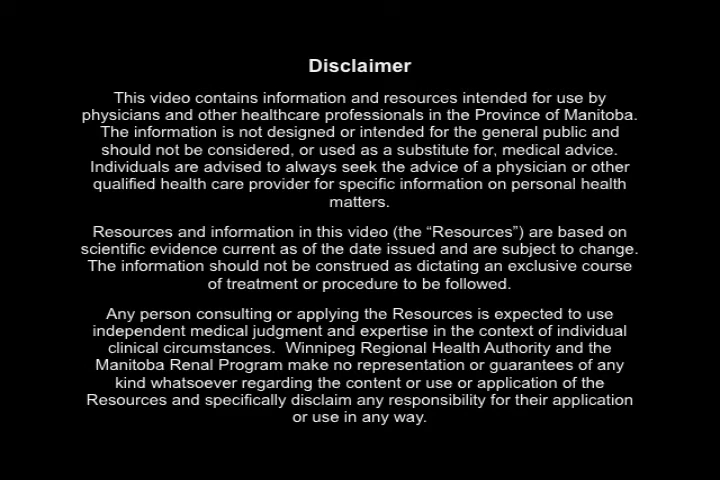 Disclaimer
This video contains information and resources intended for use by
physicians and other healthcare professionals in the Province of Manitoba.
The information is not designed or intended for the general public and
should not be considered, or used as a substitute for, medical advice.
Individuals are advised to always seek the advice of a physician or other
qualified health care provider for specific information on personal health
matters.
Resources and information in this video (the “Resources”) are based on
scientific evidence current as of the date issued and are subject to change.
The information should not be construed as dictating an exclusive course
of treatment or procedure to be followed.
Any person consulting or applying the Resources is expected to use
independent medical judgment and expertise in the context of individual
clinical circumstances.  Winnipeg Regional Health Authority and the
Manitoba Renal Program make no representation or guarantees of any
kind whatsoever regarding the content or use or application of the
Resources and specifically disclaim any responsibility for their application
or use in any way.